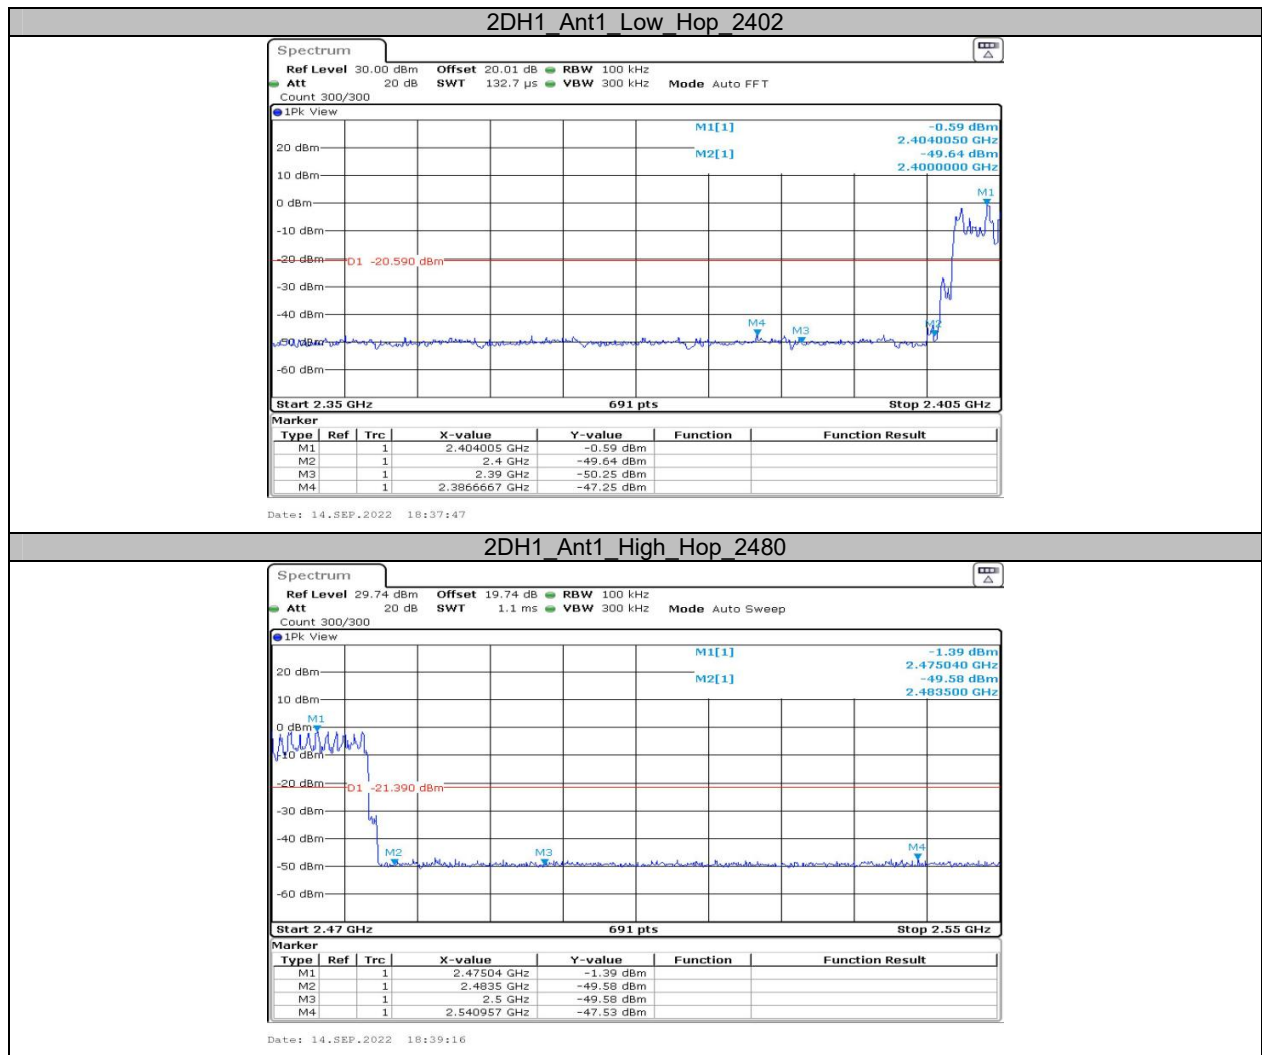 2DH1_Ant1_Low_Hop_2402
Spectrum
Ref Level 30.00 dBm Offset 20.01 dB RBW 100 kHz
Att 20 dB SWT 132.7 µs VBW 300 kHz Mode Auto FFT
Count 300/300
1Pk View
M1[1] -0.59 dBm
2.4040050 GHz
20 dBm
M2[1] -49.64 dBm
2.4000000 GHz
10 dBm
M1
0 dBm
-10 dBm
-20 dBm
D1 -20.590 dBm
-30 dBm
-40 dBm
M4 M3 M2
-50 dBm
-60 dBm
Start 2.35 GHz 691 pts Stop 2.405 GHz
Marker
Type Ref Trc X-value Y-value Function Function Result
M1 1 2.404005 GHz -0.59 dBm
M2 1 2.4 GHz -49.64 dBm
M3 1 2.39 GHz -50.25 dBm
M4 1 2.3866667 GHz -47.25 dBm
Date: 14.SEP.2022 18:37:47
2DH1_Ant1_High_Hop_2480
Spectrum
Ref Level 29.74 dBm Offset 19.74 dB RBW 100 kHz
Att 20 dB SWT 1.1 ms VBW 300 kHz Mode Auto Sweep
Count 300/300
1Pk View
M1[1] -1.39 dBm
2.475040 GHz
20 dBm
M2[1] -49.58 dBm
2.483500 GHz
10 dBm
M1
0 dBm
-10 dBm
-20 dBm
D1 -21.390 dBm
-30 dBm
-40 dBm
M2 M3 M4
-50 dBm
-60 dBm
Start 2.47 GHz 691 pts Stop 2.55 GHz
Marker
Type Ref Trc X-value Y-value Function Function Result
M1 1 2.47504 GHz -1.39 dBm
M2 1 2.4835 GHz -49.58 dBm
M3 1 2.5 GHz -49.58 dBm
M4 1 2.540957 GHz -47.53 dBm
Date: 14.SEP.2022 18:39:16